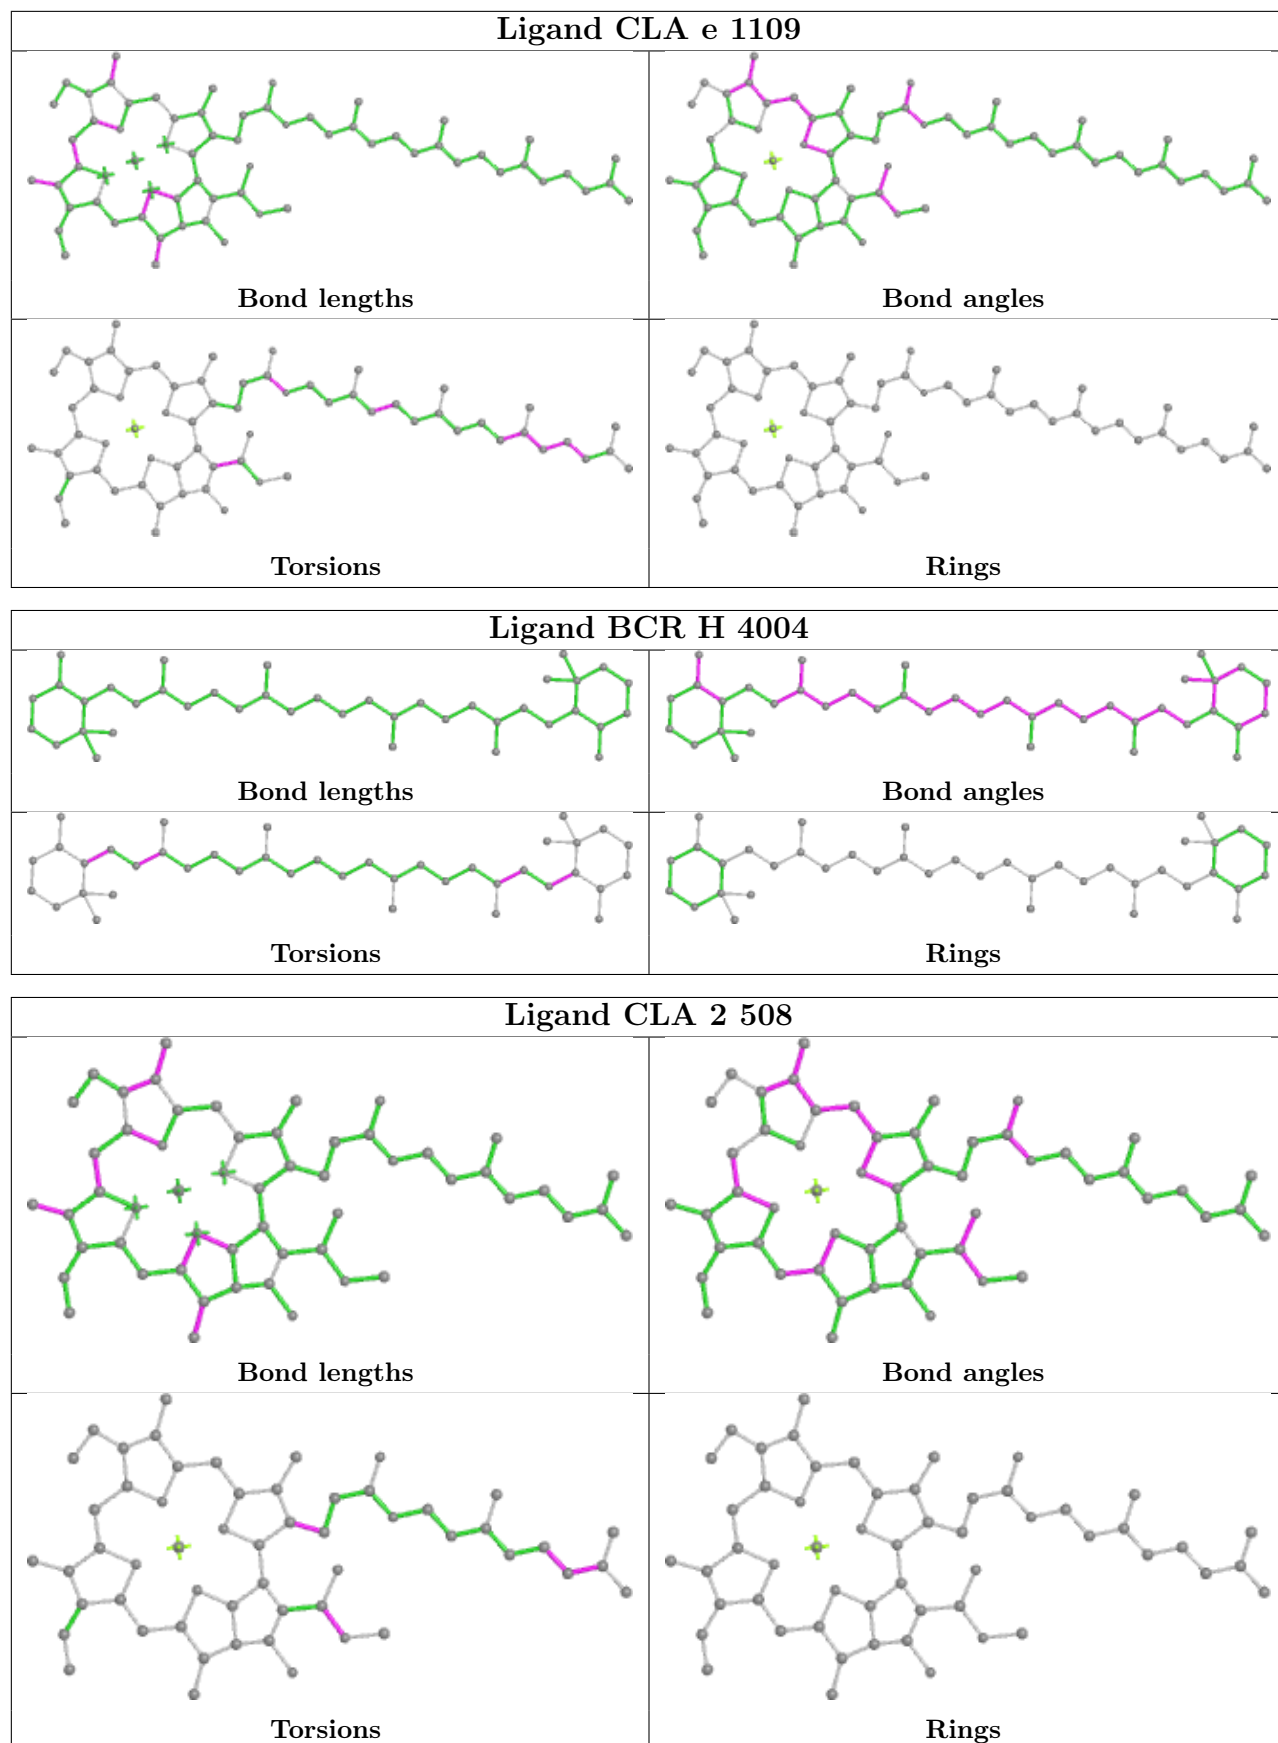 Ligand CLA e 1109
Bond lengths
Bond angles
Torsions
Rings
Ligand BCR H 4004
Bond lengths
Bond angles
Torsions
Rings
Ligand CLA 2 508
Bond lengths
Bond angles
Torsions
Rings